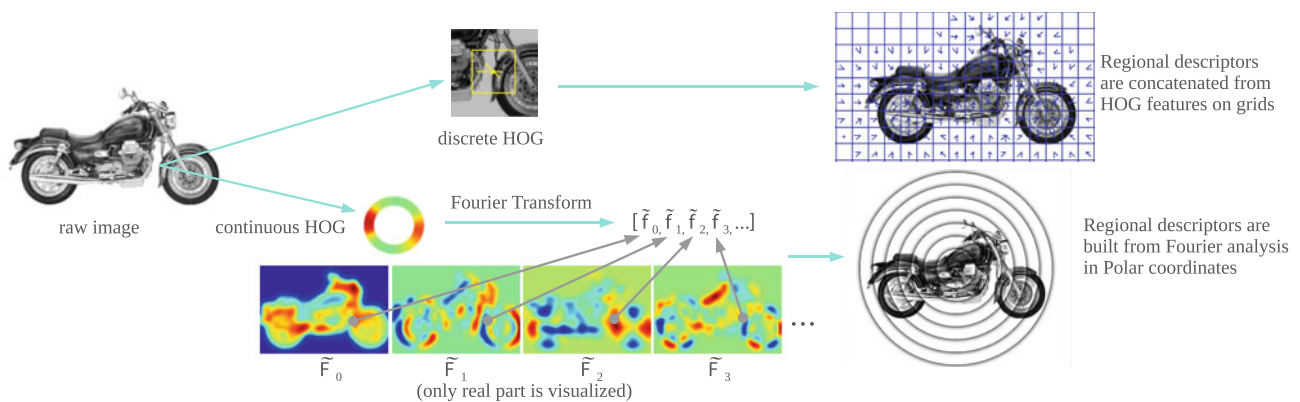 raw image
discrete HOG
Regional descriptors
are concatenated from
HOG features on grids
continuous HOG
Fourier Transform
[f̃₀, f̃₁, f̃₂, f̃₃, ...]
Regional descriptors are
built from Fourier analysis
in Polar coordinates
...
F̃₀ F̃₁ F̃₂ F̃₃
(only real part is visualized)